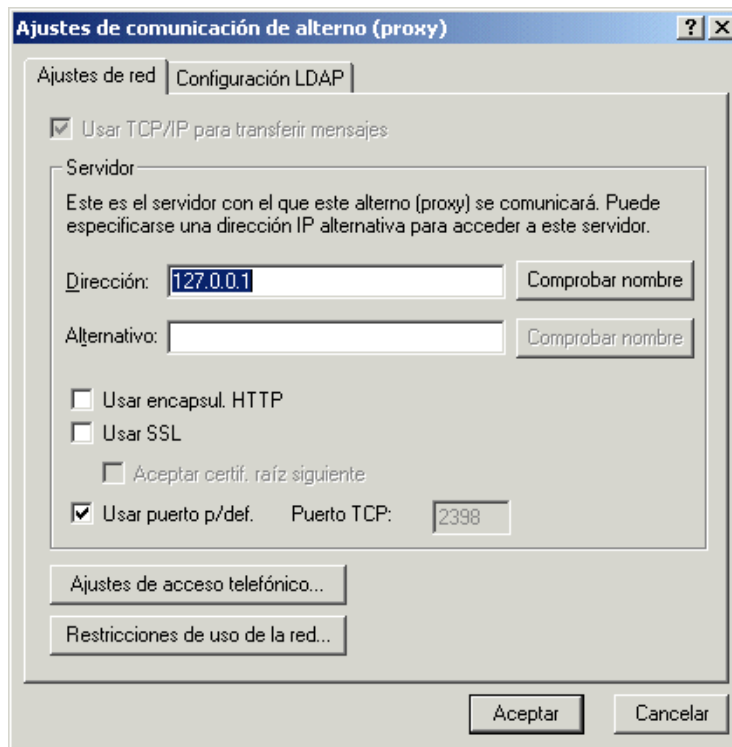 Ajustes de comunicación de alterno (proxy)
Ajustes de red
Configuración LDAP
Usar TCP/IP para transferir mensajes
Servidor
Este es el servidor con el que este alterno (proxy) se comunicará. Puede
especificarse una dirección IP alternativa para acceder a este servidor.
Dirección: 127.0.0.1 Comprobar nombre
Alternativo: Comprobar nombre
Usar encapsul. HTTP
Usar SSL
Aceptar certif. raíz siguiente
Usar puerto p/def. Puerto TCP: 2398
Ajustes de acceso telefónico...
Restricciones de uso de la red...
Aceptar Cancelar